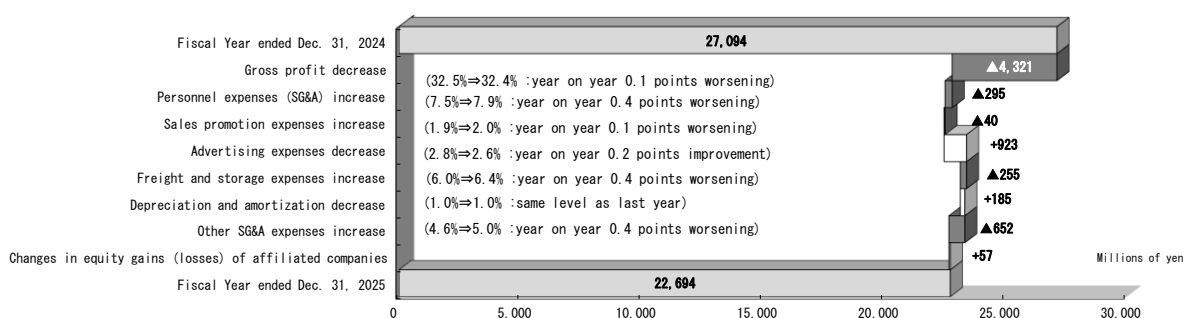 Fiscal Year ended Dec. 31, 2024 27,094
Gross profit decrease (32.5%⇒32.4% :year on year 0.1 points worsening) ▲4,321
Personnel expenses (SG&A) increase (7.5%⇒7.9% :year on year 0.4 points worsening) ▲295
Sales promotion expenses increase (1.9%⇒2.0% :year on year 0.1 points worsening) ▲40
Advertising expenses decrease (2.8%⇒2.6% :year on year 0.2 points improvement) +923
Freight and storage expenses increase (6.0%⇒6.4% :year on year 0.4 points worsening) ▲255
Depreciation and amortization decrease (1.0%⇒1.0% :same level as last year) +185
Other SG&A expenses increase (4.6%⇒5.0% :year on year 0.4 points worsening) ▲652
Changes in equity gains (losses) of affiliated companies +57 Millions of yen
Fiscal Year ended Dec. 31, 2025 22,694
0 5.000 10.000 15.000 20.000 25.000 30.000